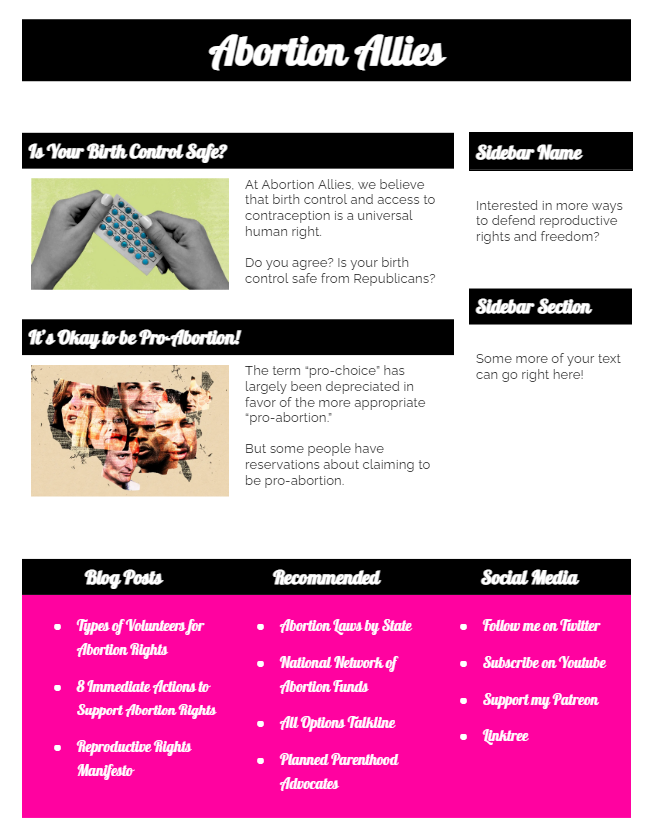 Abortion Allies
Is Your Birth Control Safe?
At Abortion Allies, we believe
that birth control and access to
contraception is a universal
human right.
Do you agree? Is your birth
control safe from Republicans?
It's Okay to be Pro-Abortion!
The term “pro-choice” has
largely been depreciated in
favor of the more appropriate
“pro-abortion.”
But some people have
reservations about claiming to
be pro-abortion.
Sidebar Name
Interested in more ways
to defend reproductive
rights and freedom?
Sidebar Section
Some more of your text
can go right here!
Blog Posts
Types of Volunteers for
Abortion Rights
8 Immediate Actions to
Support Abortion Rights
Reproductive Rights
Manifesto
Recommended
Abortion Laws by State
National Network of
Abortion Funds
All Options Talkline
Planned Parenthood
Advocates
Social Media
Follow me on Twitter
Subscribe on Youtube
Support my Patreon
Linktree